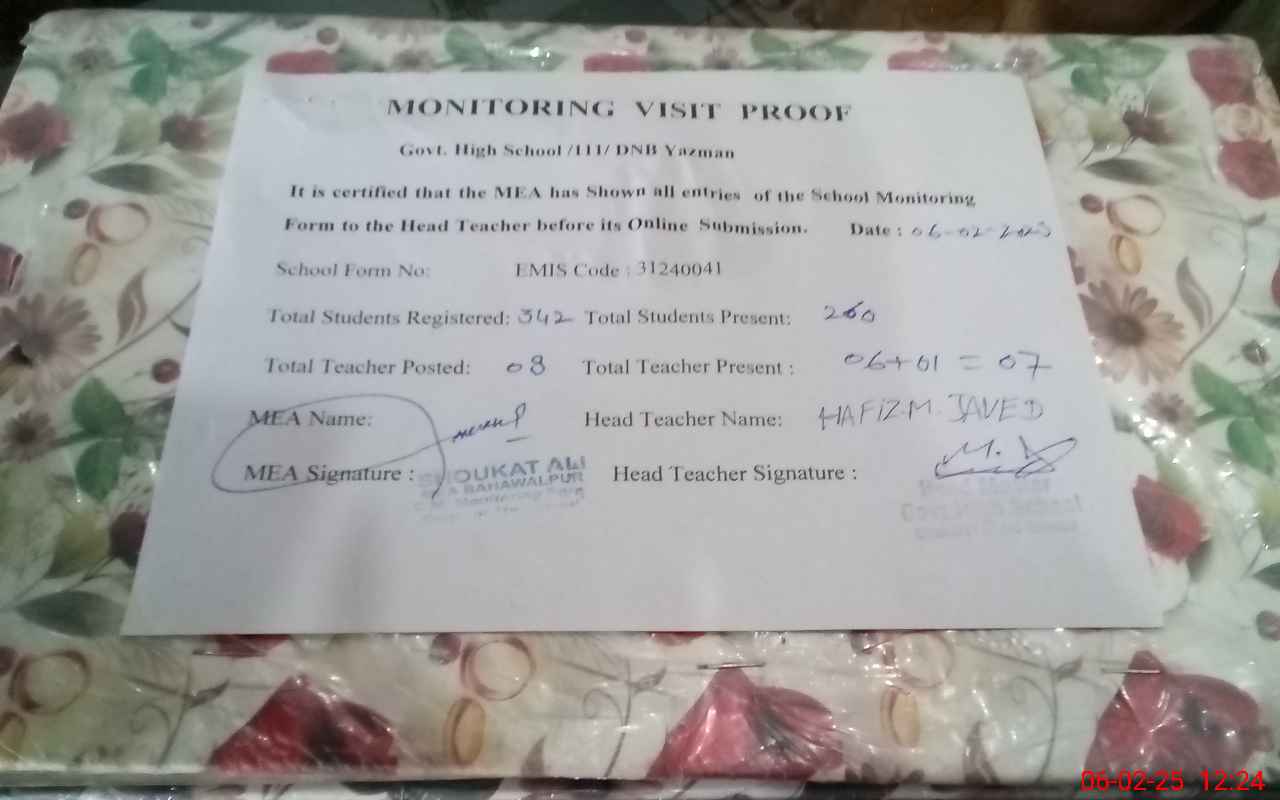 MONITORING VISIT PROOF
Govt. High School /111/ DNB Yazman
It is certified that the MEA has Shown all entries of the School Monitoring
Form to the Head Teacher before its Online Submission. Date : 06-02-2025
School Form No: EMIS Code : 31240041
Total Students Registered: 342 Total Students Present: 260
Total Teacher Posted: 08 Total Teacher Present : 06+01 = 07
MEA Name: Head Teacher Name: HAFIZ.M. JAVED
MEA Signature : Head Teacher Signature :
SHOUKAT ALI
BAHAWALPUR
06-02-25 12:24